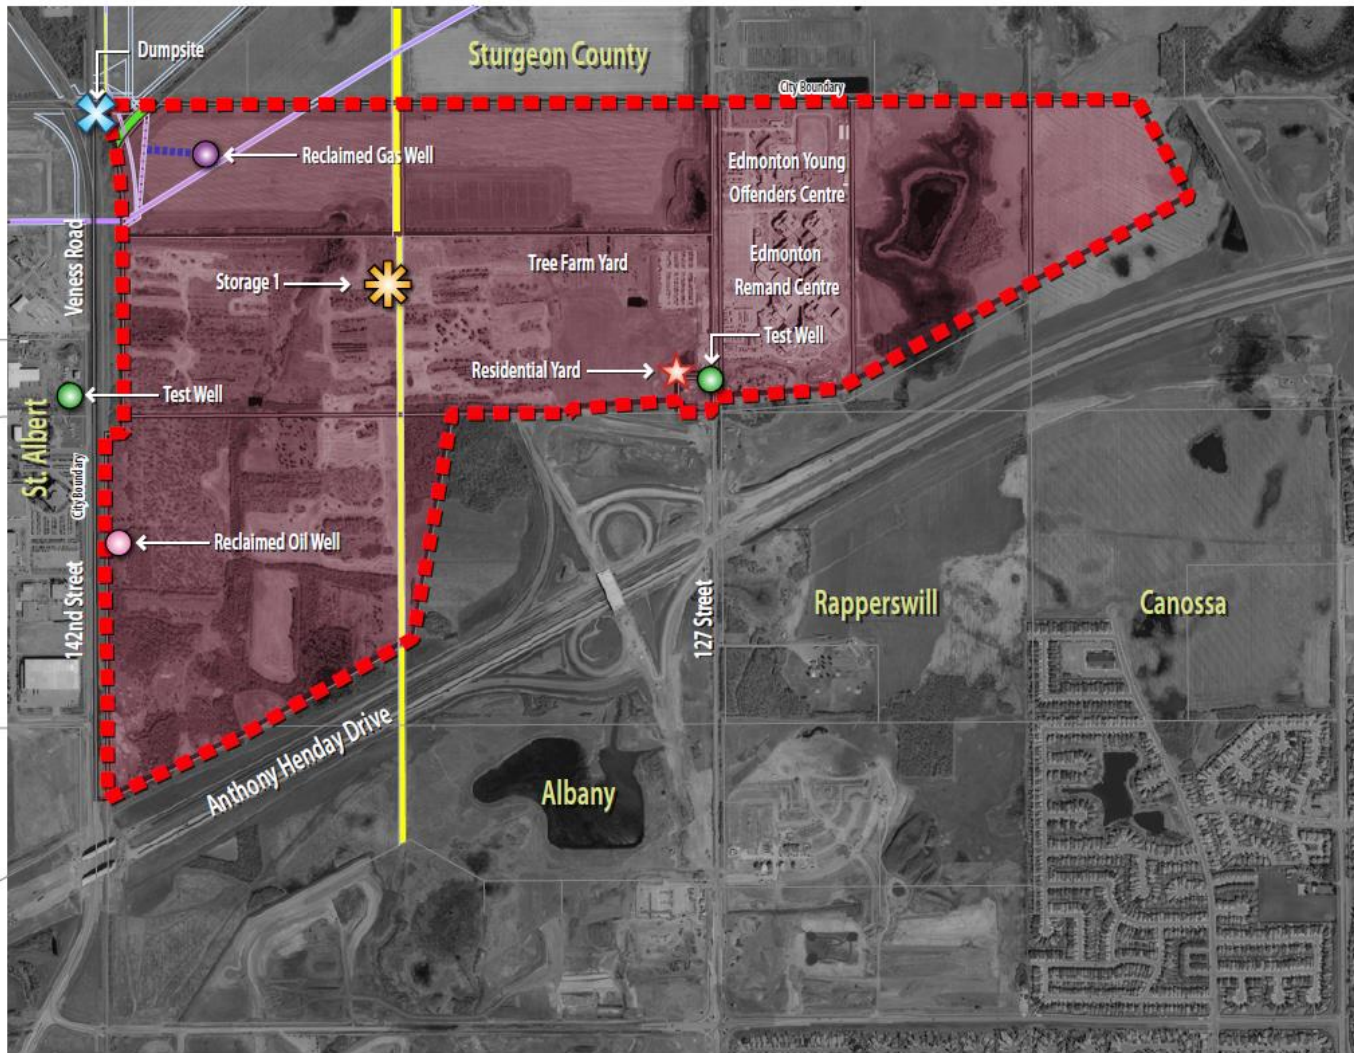 Dumpsite
Sturgeon County
City Boundary
Reclaimed Gas Well
Edmonton Young
Offenders Centre
Veness Road
Storage 1
Tree Farm Yard
Edmonton
Remand Centre
Test Well
Residential Yard
Test Well
St. Albert
City Boundary
Reclaimed Oil Well
142nd Street
127 Street
Rapperswill
Canossa
Anthony Henday Drive
Albany